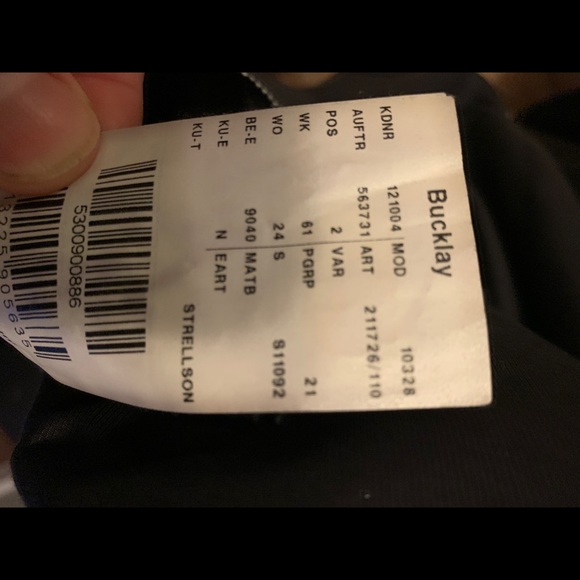 Bucklay
KDNR 121004 MOD 10328
AUFTR 563731 ART 211726/110
POS 2 VAR
WK 61 PGRP 21
WO 24 S S11092
BE-E 9040 MATB
KU-E N EART
KU-T STRELLSON
5300900886